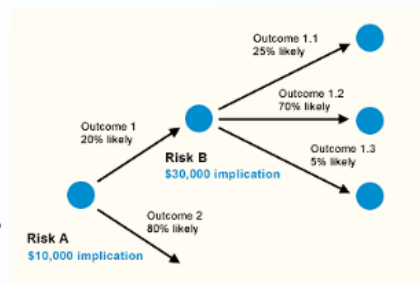 Outcome 1.1
25% likely
Outcome 1.2
70% likely
Outcome 1
20% likely
Outcome 1.3
5% likely
Risk B
$30,000 implication
Outcome 2
80% likely
Risk A
$10,000 implication